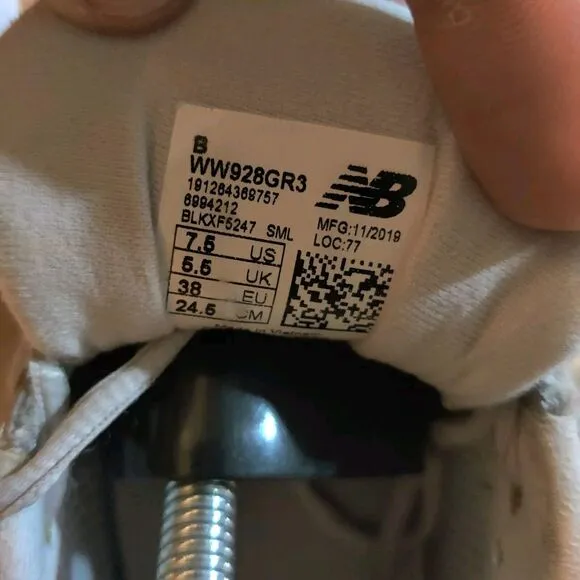 B
WW928GR3
191264369757
6994212
BLKXF5247 SML
NB
MFG:11/2019
LOC:77
7.5 US
5.5 UK
38 EU
24.5 CM